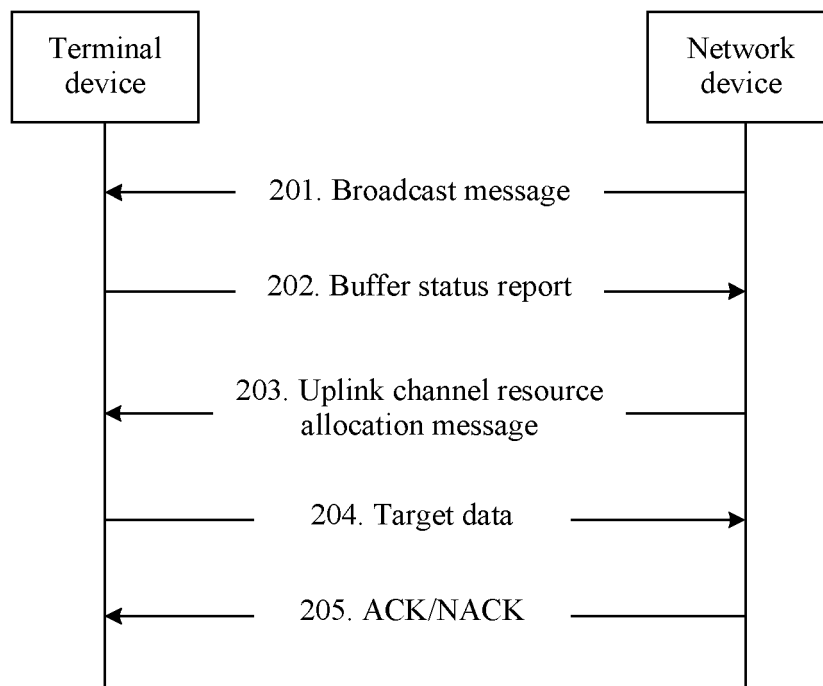 Terminal
device
Network
device
201. Broadcast message
202. Buffer status report
203. Uplink channel resource
allocation message
204. Target data
205. ACK/NACK